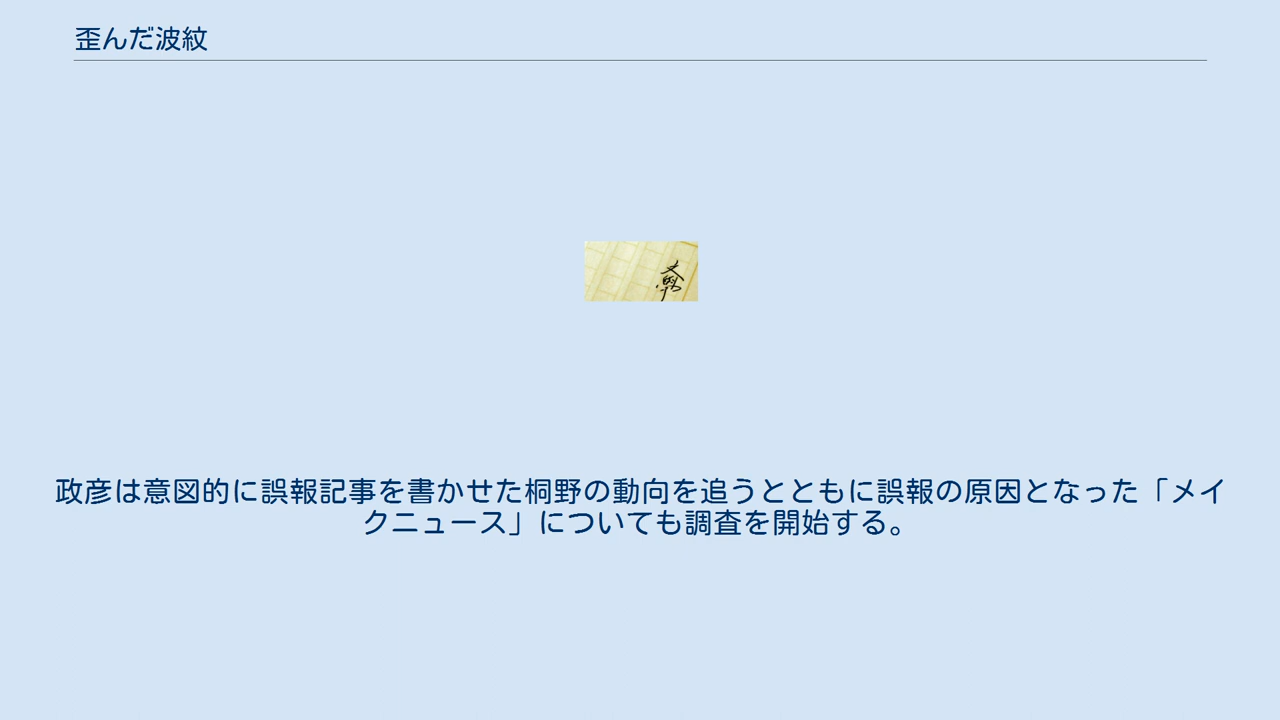 歪んだ波紋
政彦は意図的に誤報記事を書かせた桐野の動向を追うとともに誤報の原因となった「メイ
クニュース」についても調査を開始する。